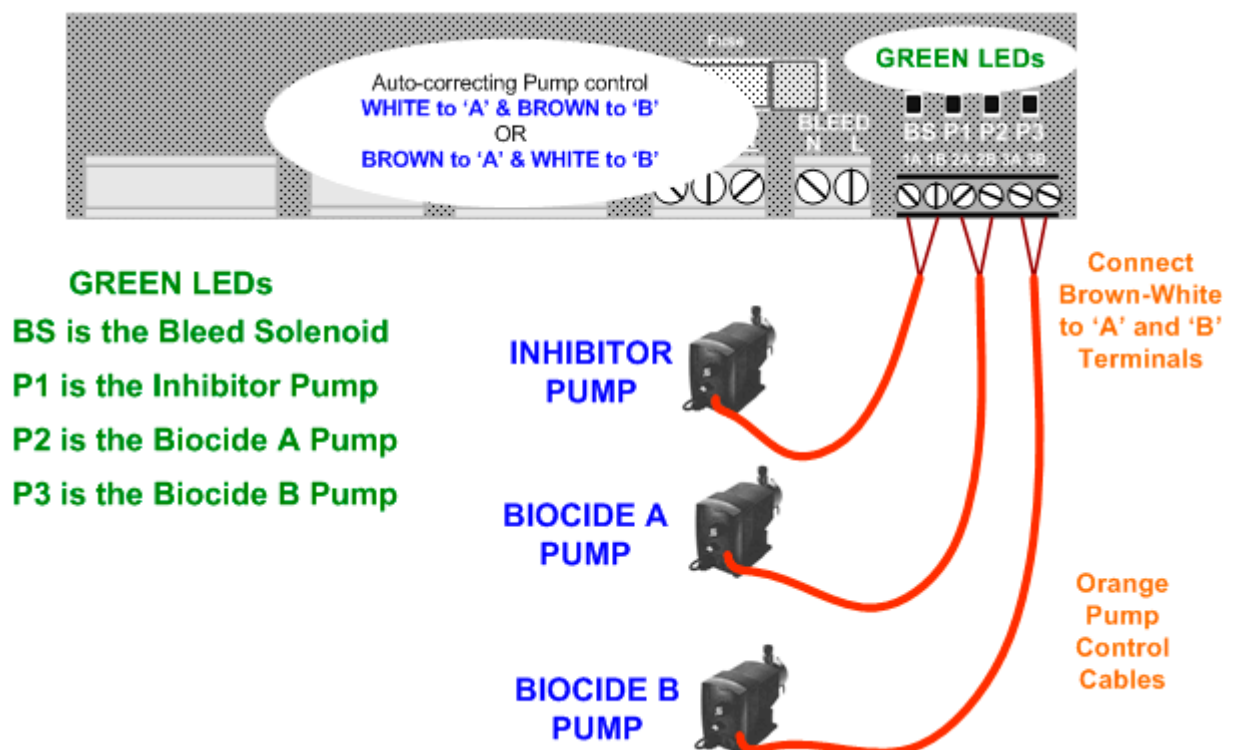 Fuse
GREEN LEDs
Auto-correcting Pump control
WHITE to ‘A’ & BROWN to ‘B’
OR
BROWN to ‘A’ & WHITE to ‘B’
BLEED
N L
BS P1 P2 P3
1A 1B 2A 2B 3A 3B
Connect
Brown-White
to ‘A’ and ‘B’
Terminals
GREEN LEDs
BS is the Bleed Solenoid
P1 is the Inhibitor Pump
P2 is the Biocide A Pump
P3 is the Biocide B Pump
INHIBITOR
PUMP
BIOCIDE A
PUMP
BIOCIDE B
PUMP
Orange
Pump
Control
Cables